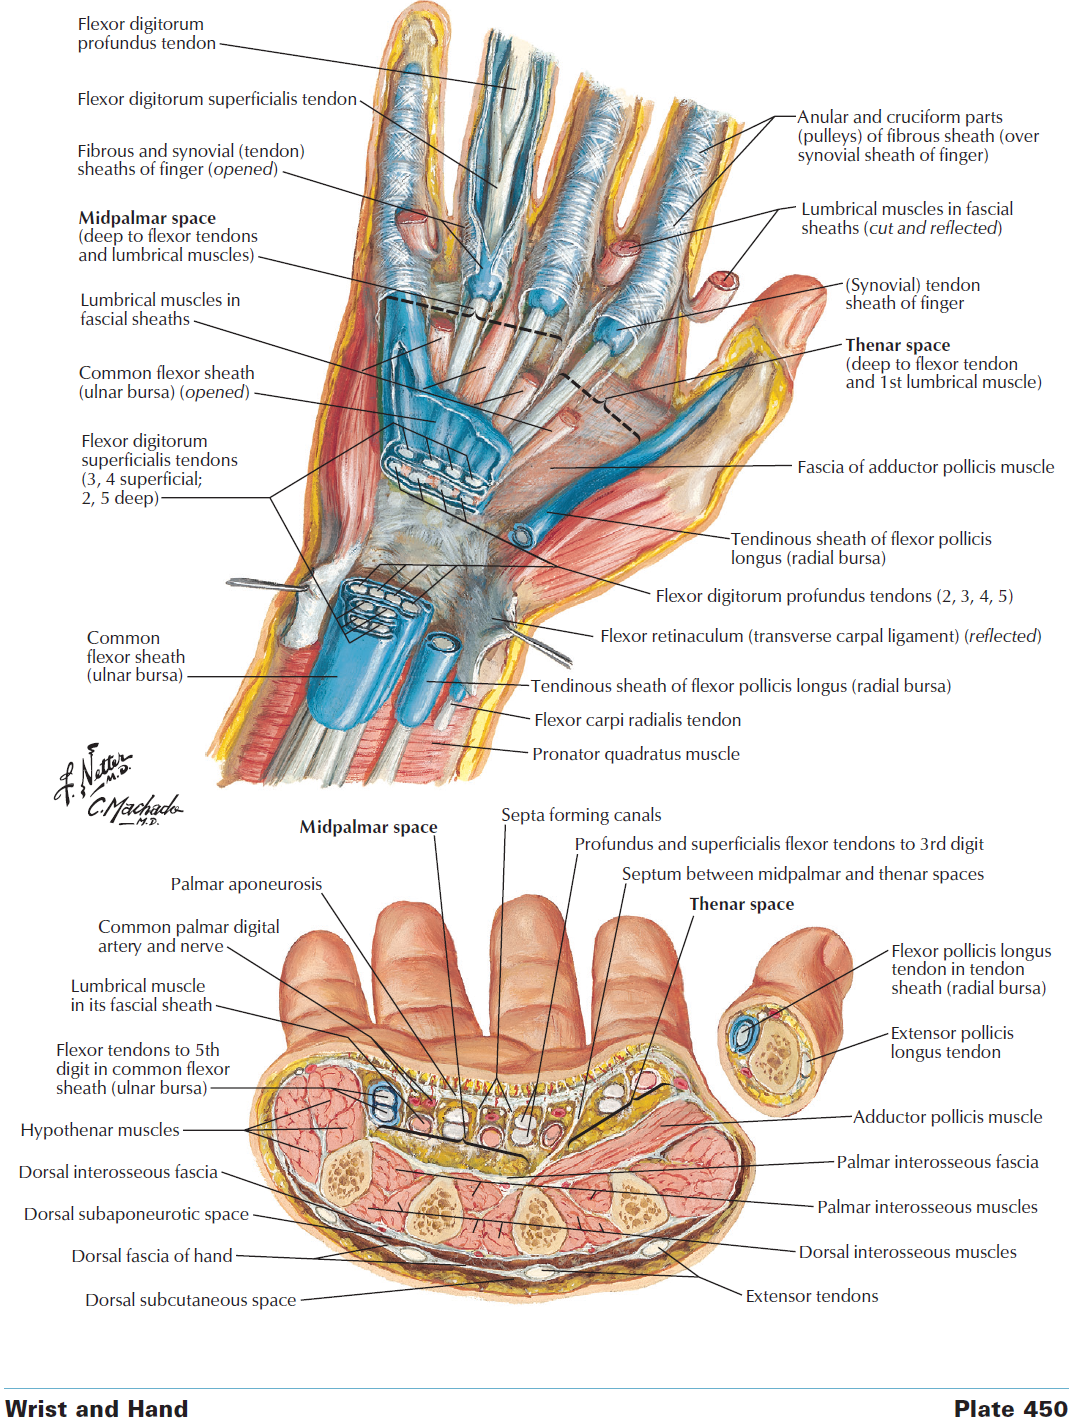 Flexor digitorum
profundus tendon
Flexor digitorum superficialis tendon
Fibrous and synovial (tendon)
sheaths of finger (opened)
Midpalmar space
(deep to flexor tendons
and lumbrical muscles)
Lumbrical muscles in
fascial sheaths
Common flexor sheath
(ulnar bursa) (opened)
Flexor digitorum
superficialis tendons
(3, 4 superficial;
2, 5 deep)
Common
flexor sheath
(ulnar bursa)
Anular and cruciform parts
(pulleys) of fibrous sheath (over
synovial sheath of finger)
Lumbrical muscles in fascial
sheaths (cut and reflected)
(Synovial) tendon
sheath of finger
Thenar space
(deep to flexor tendon
and 1st lumbrical muscle)
Fascia of adductor pollicis muscle
Tendinous sheath of flexor pollicis
longus (radial bursa)
Flexor digitorum profundus tendons (2, 3, 4, 5)
Flexor retinaculum (transverse carpal ligament) (reflected)
Tendinous sheath of flexor pollicis longus (radial bursa)
Flexor carpi radialis tendon
Pronator quadratus muscle
F. Netter
M.D.
C. Machado
M.D.
Midpalmar space
Septa forming canals
Profundus and superficialis flexor tendons to 3rd digit
Septum between midpalmar and thenar spaces
Thenar space
Palmar aponeurosis
Common palmar digital
artery and nerve
Lumbrical muscle
in its fascial sheath
Flexor tendons to 5th
digit in common flexor
sheath (ulnar bursa)
Hypothenar muscles
Dorsal interosseous fascia
Dorsal subaponeurotic space
Dorsal fascia of hand
Dorsal subcutaneous space
Flexor pollicis longus
tendon in tendon
sheath (radial bursa)
Extensor pollicis
longus tendon
Adductor pollicis muscle
Palmar interosseous fascia
Palmar interosseous muscles
Dorsal interosseous muscles
Extensor tendons
Wrist and Hand
Plate 450